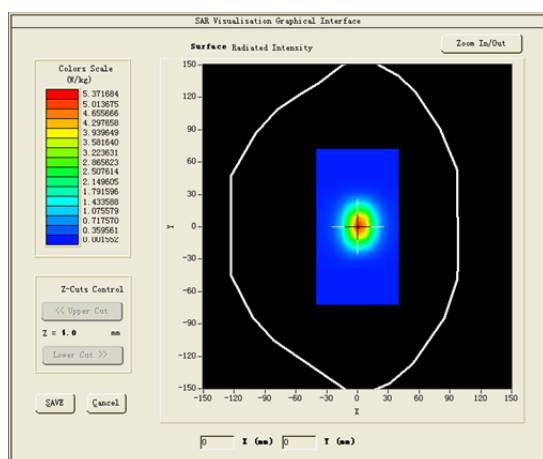 SAR Visualisation Graphical Interface
Surface Radiated Intensity
Zoom In/Out
Colors Scale
(W/kg)
5.371684
5.013675
4.655666
4.297658
3.939649
3.581640
3.223631
2.865623
2.507614
2.149605
1.791596
1.433588
1.075579
0.717570
0.359561
0.001552
150
120
90
60
30
0
-30
-60
-90
-120
-150
Y
-150 -120 -90 -60 -30 0 30 60 90 120 150
X
Z-Cuts Control
<< Upper Cut
Z = 4.0 mm
Lower Cut >>
SAVE
Cancel
0 X (mm) 0 Y (mm)